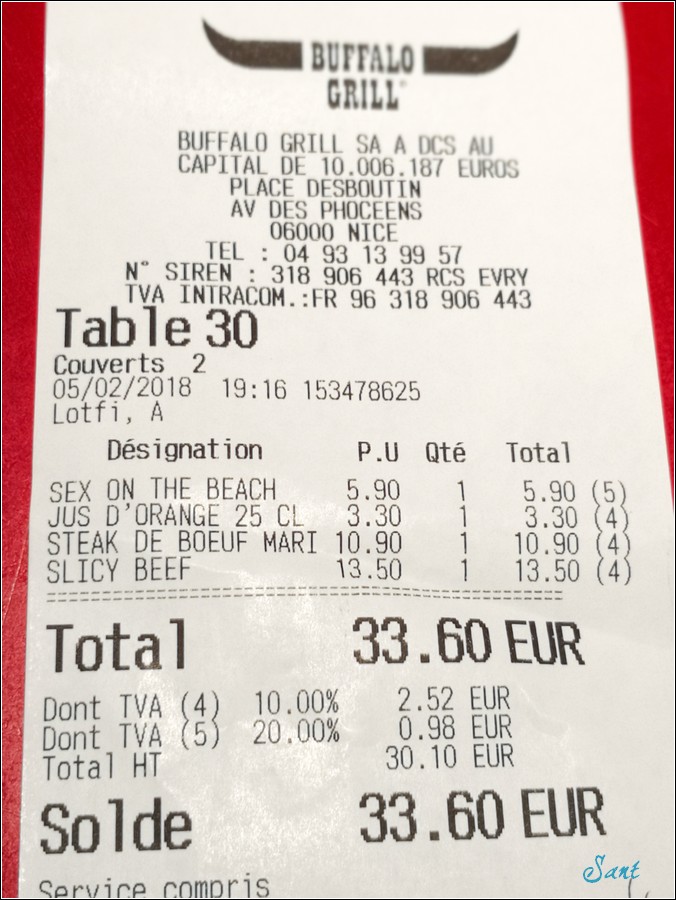 BUFFALO
GRILL
BUFFALO GRILL SA A DCS AU
CAPITAL DE 10.006.187 EUROS
PLACE DESBOUTIN
AV DES PHOCEENS
06000 NICE
TEL : 04 93 13 99 57
N° SIREN : 318 906 443 RCS EVRY
TVA INTRACOM.:FR 96 318 906 443
Table 30
Couverts 2
05/02/2018 19:16 153478625
Lotfi, A
Désignation P.U Qté Total
SEX ON THE BEACH 5.90 1 5.90 (5)
JUS D'ORANGE 25 CL 3.30 1 3.30 (4)
STEAK DE BOEUF MARI 10.90 1 10.90 (4)
SLICY BEEF 13.50 1 13.50 (4)
Total 33.60 EUR
Dont TVA (4) 10.00% 2.52 EUR
Dont TVA (5) 20.00% 0.98 EUR
Total HT 30.10 EUR
Solde 33.60 EUR
Service compris
Sant